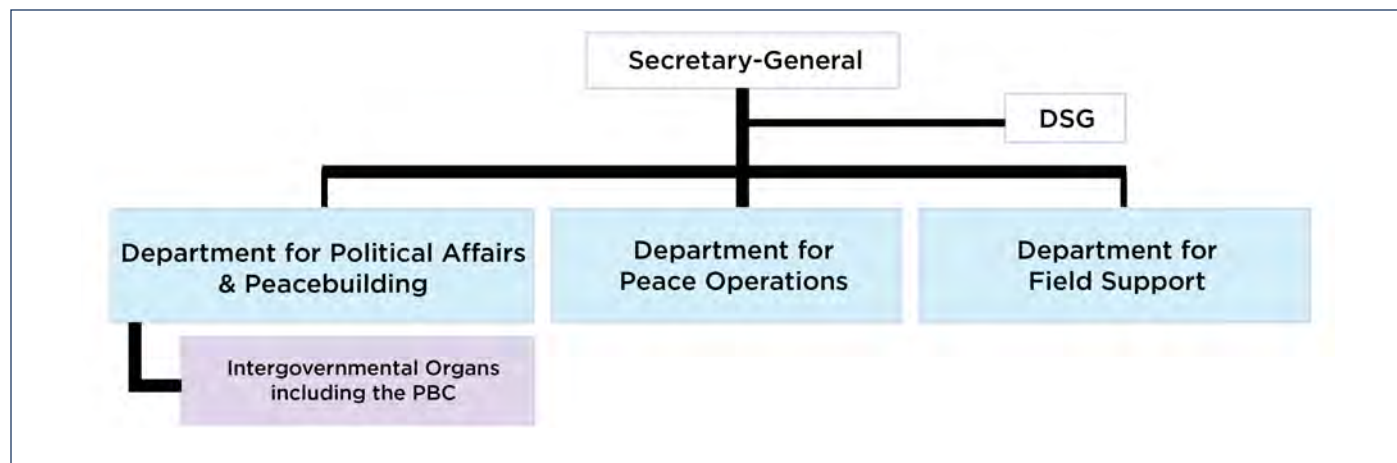 Secretary-General
DSG
Department for Political Affairs
& Peacebuilding
Department for
Peace Operations
Department for
Field Support
Intergovernmental Organs
including the PBC